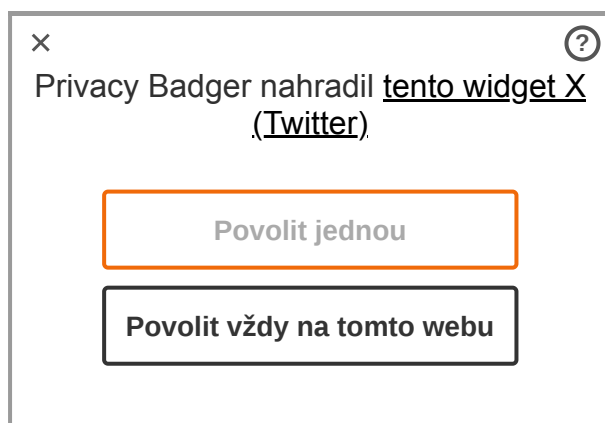 ?
Privacy Badger nahradil tento widget X
(Twitter)
Povolit jednou
Povolit vždy na tomto webu